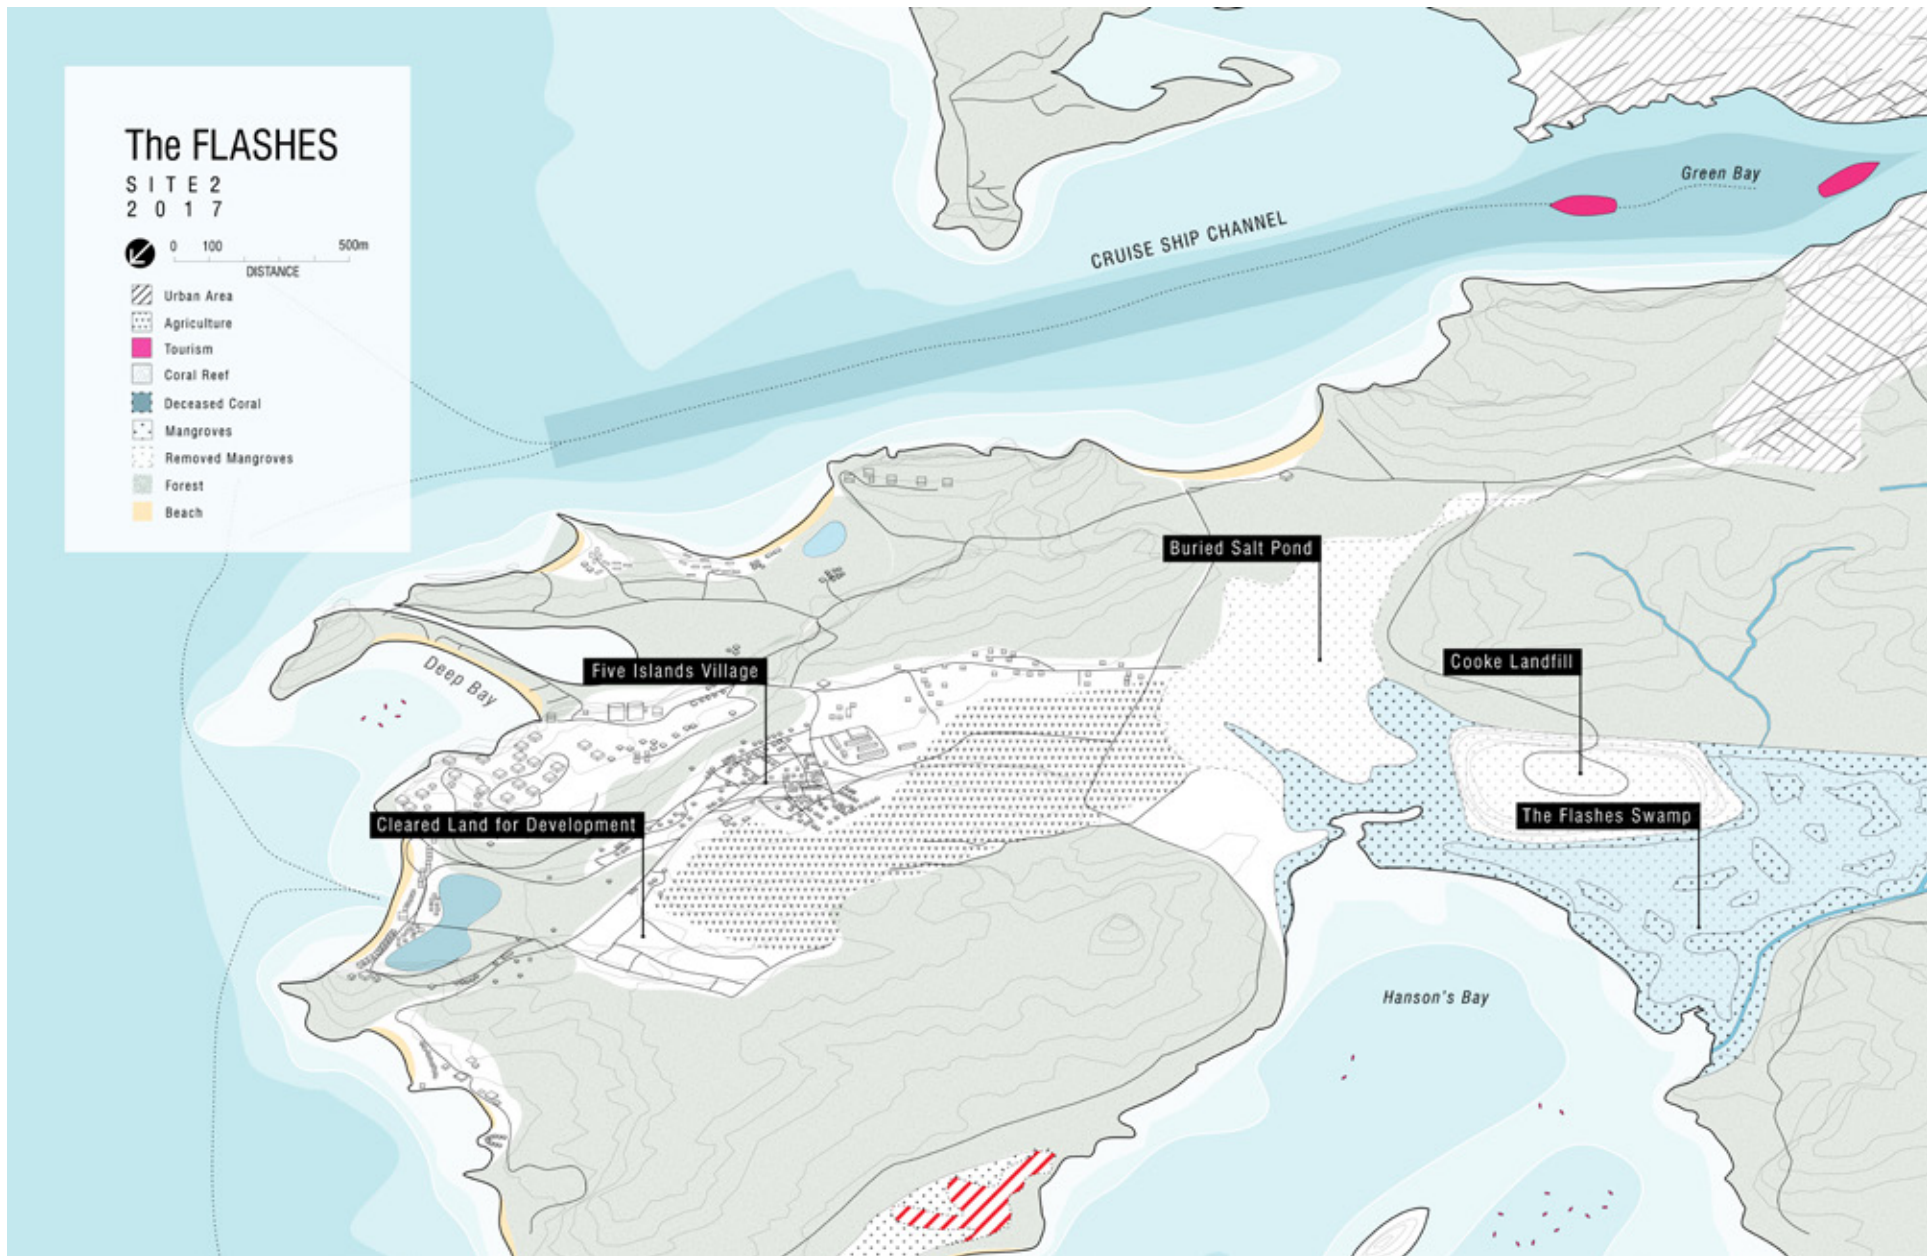 The FLASHES
SITE2
2017
0 100 500m
DISTANCE
Urban Area
Agriculture
Tourism
Coral Reef
Deceased Coral
Mangroves
Removed Mangroves
Forest
Beach
Green Bay
CRUISE SHIP CHANNEL
Buried Salt Pond
Five Islands Village
Cooke Landfill
Deep Bay
The Flashes Swamp
Cleared Land for Development
Hanson's Bay